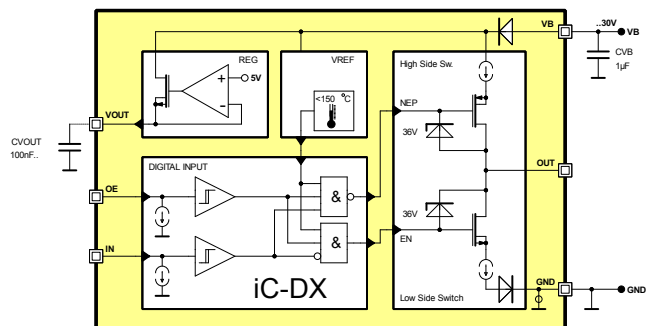 VB
..30V
VB
CVB
1µF
REG
5V
+
-
VREF
<150 °C
High Side Sw.
NEP
36V
VOUT
CVOUT
100nF..
DIGITAL INPUT
OE
&
OUT
36V
&
EN
IN
iC-DX
Low Side Switch
GND
GND